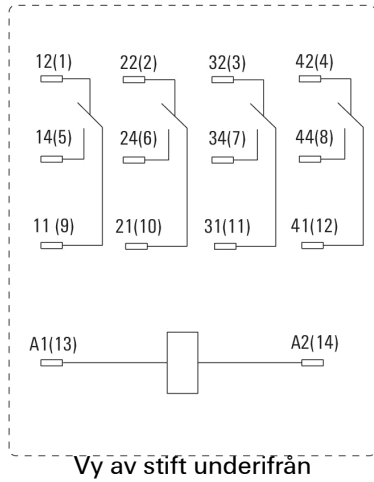 12(1) 22(2) 32(3) 42(4)
14(5) 24(6) 34(7) 44(8)
11 (9) 21(10) 31(11) 41(12)
A1(13) A2(14)
Vy av stift underifrån